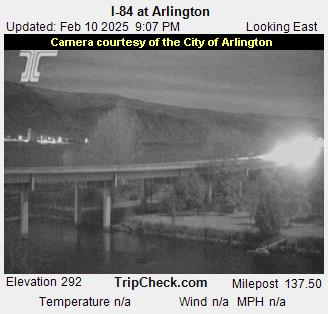 I-84 at Arlington
Updated: Feb 10 2025 9:07 PM Looking East
Camera courtesy of the City of Arlington
Elevation 292 TripCheck.com Milepost 137.50
Temperature n/a Wind n/a MPH n/a